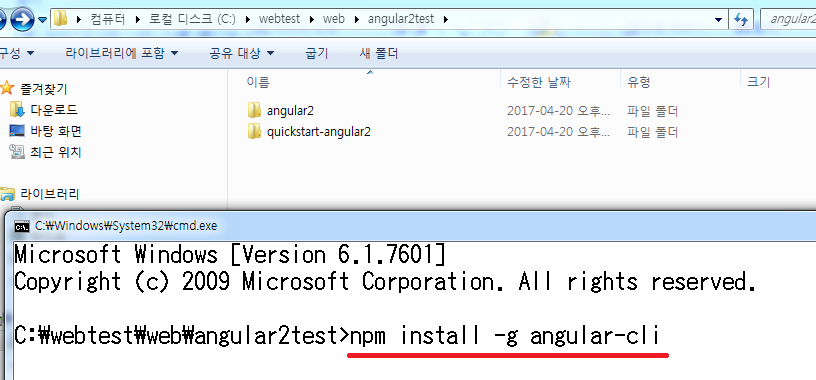 컴퓨터 ▸ 로컬 디스크 (C:) ▸ webtest ▸ web ▸ angular2test ▸
angular2
구성 라이브러리에 포함 공유 대상 굽기 새 폴더
즐겨찾기
다운로드
바탕 화면
최근 위치
라이브러리
이름 수정한 날짜 유형 크기
angular2 2017-04-20 오후... 파일 폴더
quickstart-angular2 2017-04-20 오후... 파일 폴더
C:\Windows\System32\cmd.exe
Microsoft Windows [Version 6.1.7601]
Copyright (c) 2009 Microsoft Corporation. All rights reserved.
C:₩webtest₩web₩angular2test>npm install -g angular-cli